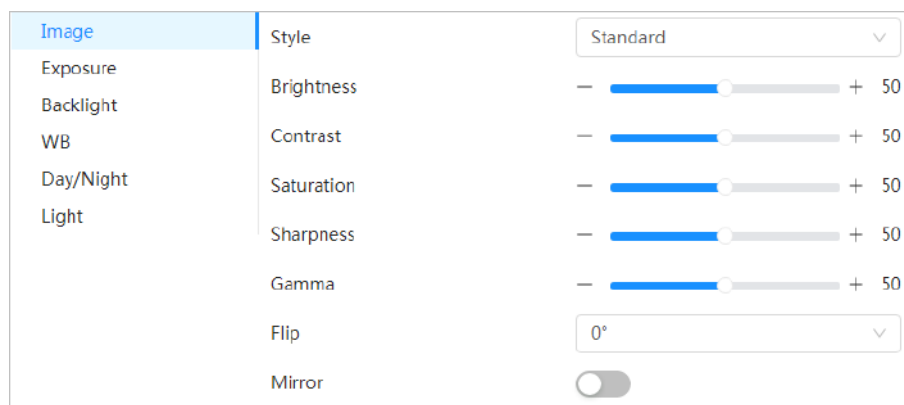 Image
Exposure
Backlight
WB
Day/Night
Light
Style Standard
Brightness 50
Contrast 50
Saturation 50
Sharpness 50
Gamma 50
Flip 0°
Mirror